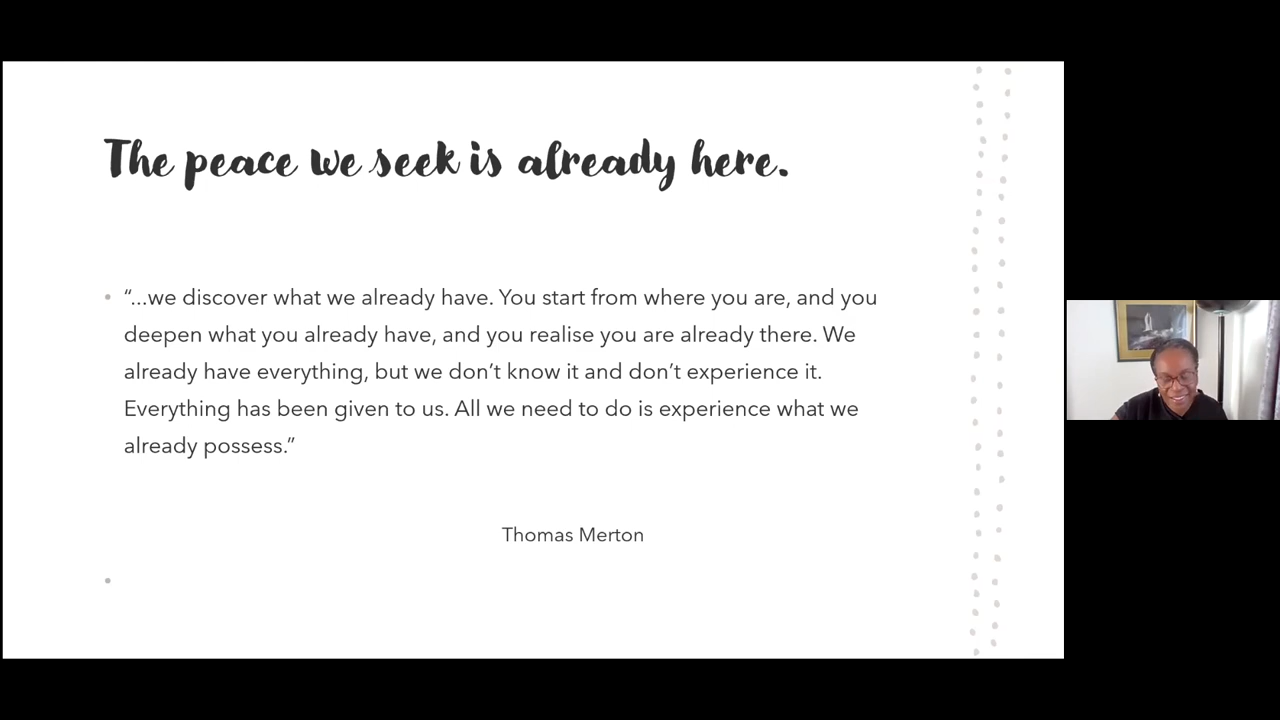 The peace we seek is already here.
“...we discover what we already have. You start from where you are, and you
deepen what you already have, and you realise you are already there. We
already have everything, but we don’t know it and don’t experience it.
Everything has been given to us. All we need to do is experience what we
already possess.”
Thomas Merton